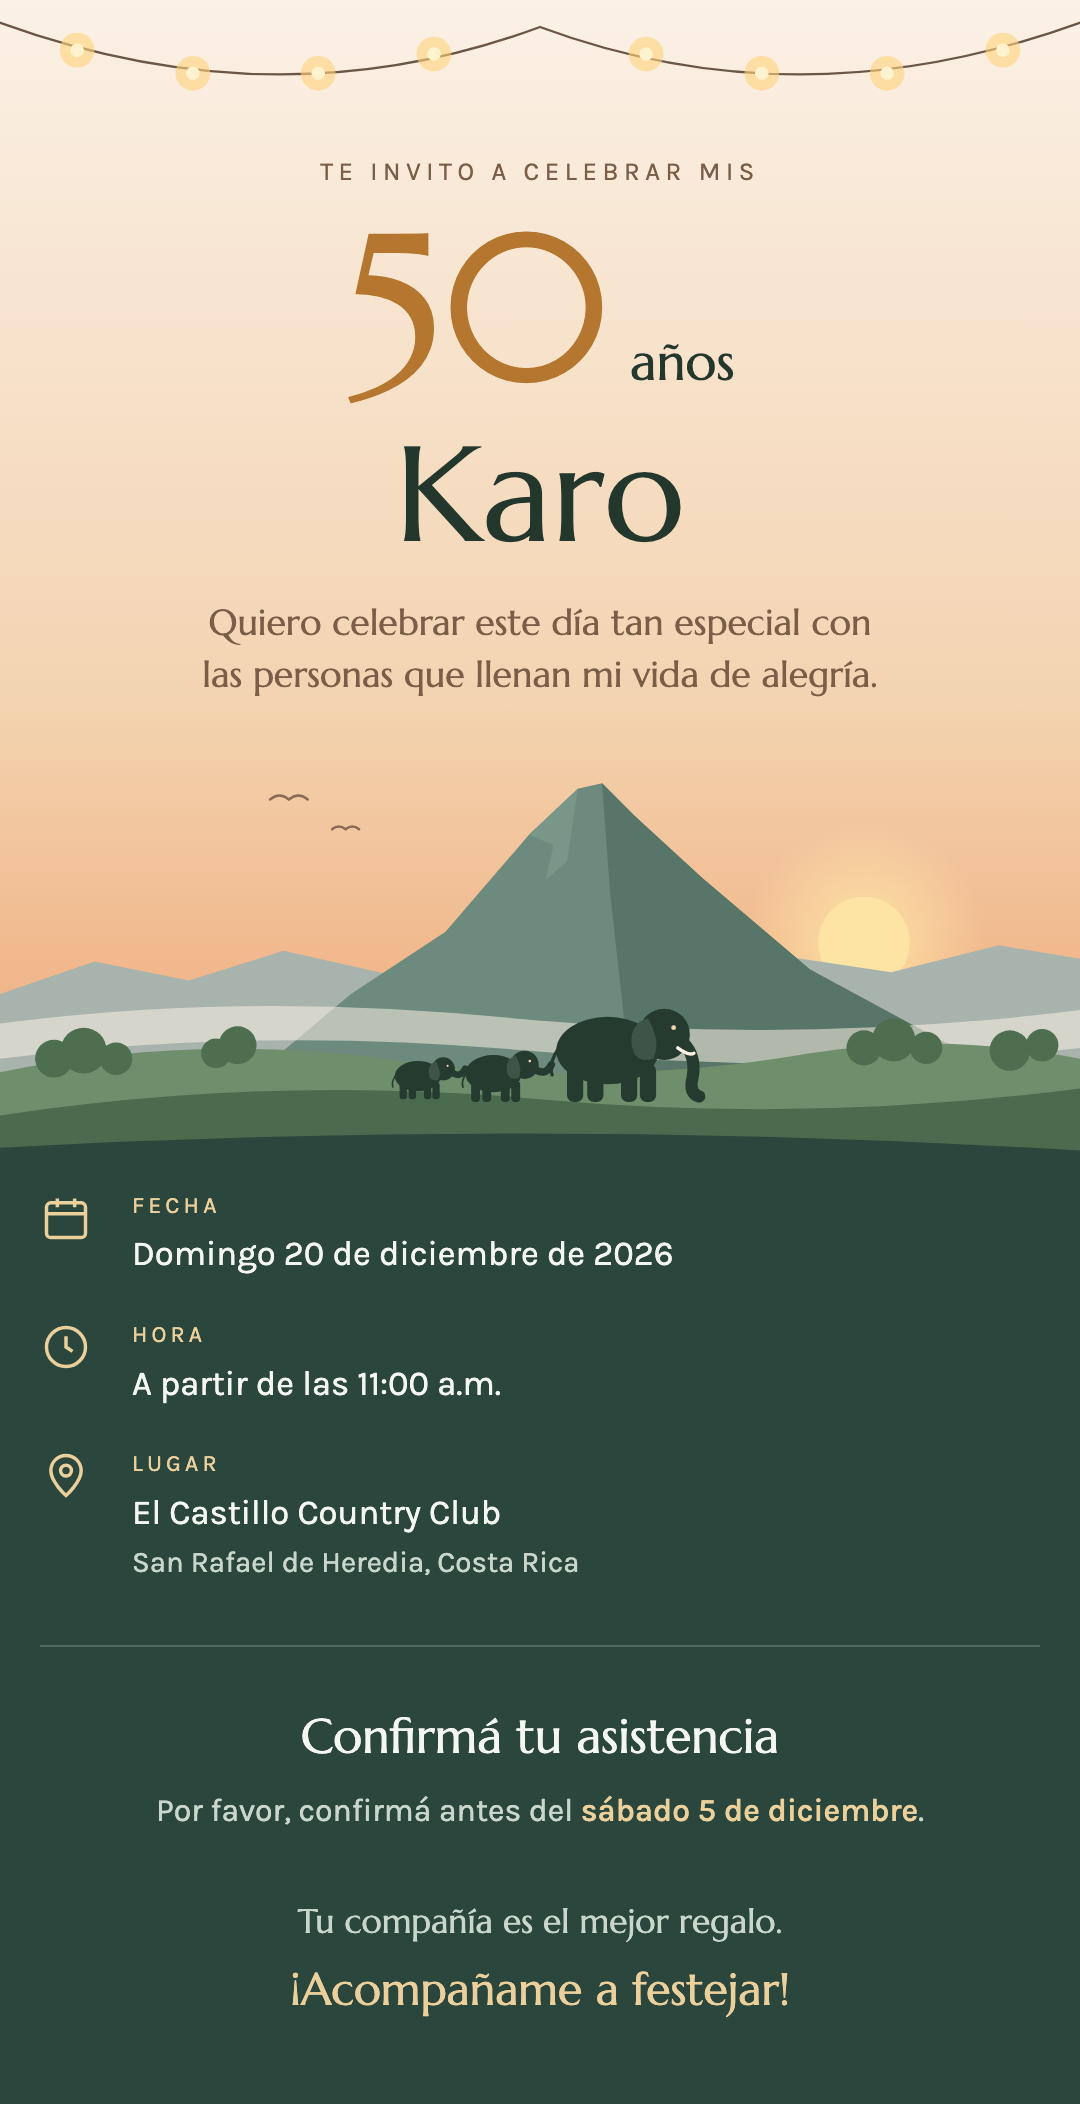 TE INVITO A CELEBRAR MIS
50 años
Karo
Quiero celebrar este día tan especial con
las personas que llenan mi vida de alegría.
FECHA
Domingo 20 de diciembre de 2026
HORA
A partir de las 11:00 a.m.
LUGAR
El Castillo Country Club
San Rafael de Heredia, Costa Rica
Confirmá tu asistencia
Por favor, confirmá antes del sábado 5 de diciembre.
Tu compañía es el mejor regalo.
¡Acompañame a festejar!